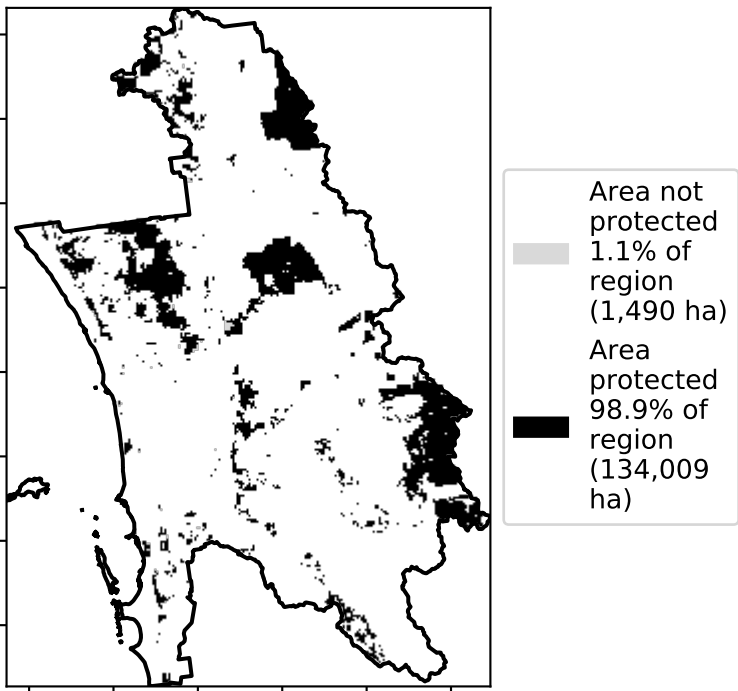 Area not
protected
1.1% of
region
(1,490 ha)
Area
protected
98.9% of
region
(134,009
ha)